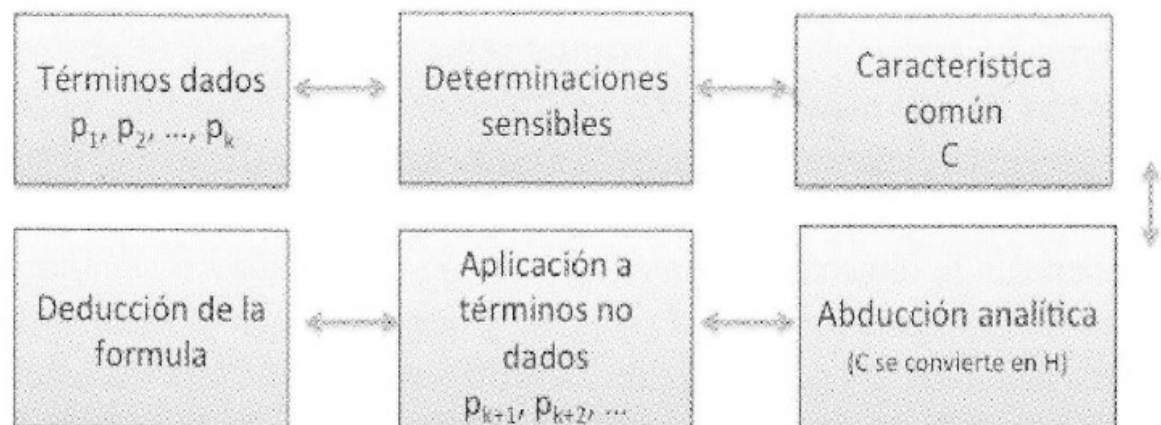 Términos dados
p₁, p₂, ..., pₖ
Determinaciones
sensibles
Caracteristica
común
C
Deducción de la
formula
Aplicación a
términos no
dados
pₖ₊₁, pₖ₊₂, ...
Abducción analítica
(C se convierte en H)